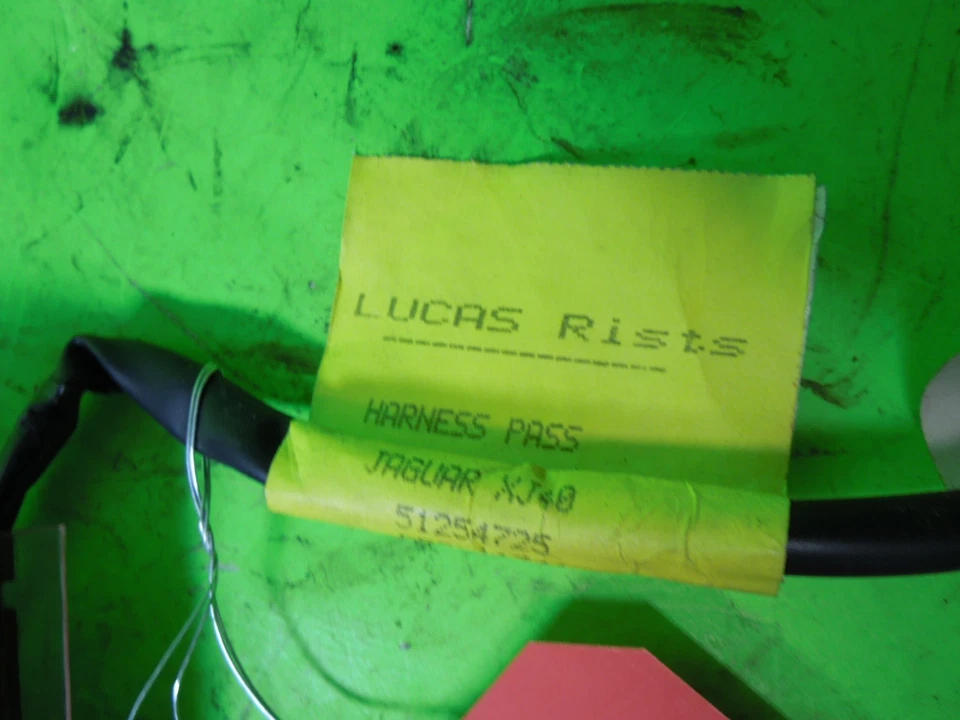 LUCAS Rists
HARNESS PASS
JAGUAR XJ40
51254725